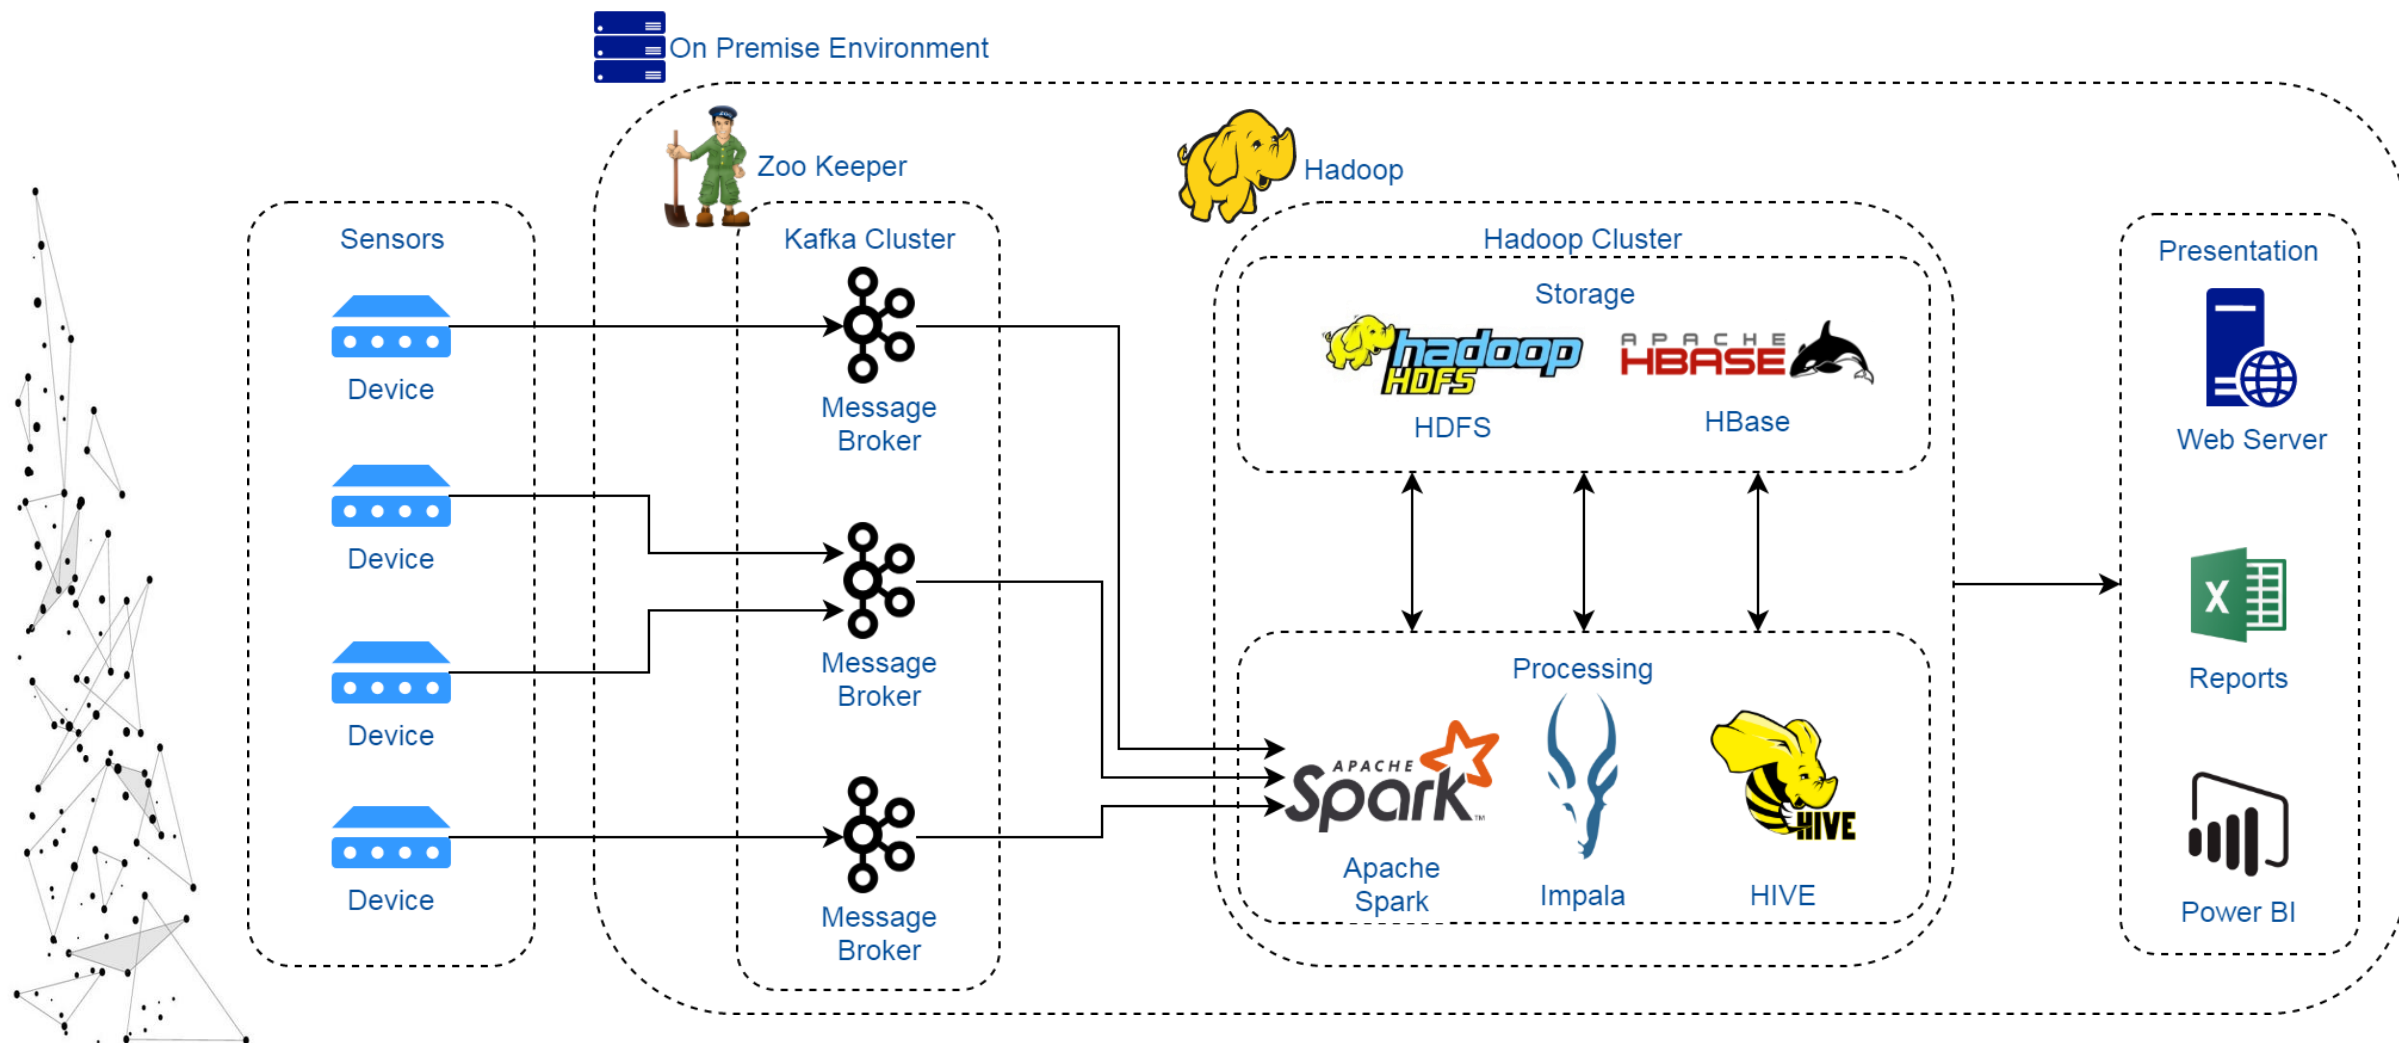 On Premise Environment
Zoo Keeper
Hadoop
Sensors
Device
Device
Device
Device
Kafka Cluster
Message
Broker
Message
Broker
Message
Broker
Hadoop Cluster
Storage
hadoop
HDFS
HDFS
APACHE
HBASE
HBase
Processing
APACHE
Spark™
Apache
Spark
Impala
HIVE
HIVE
Presentation
Web Server
X
Reports
Power BI